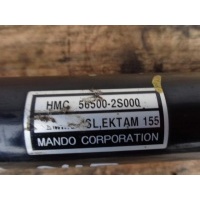 HMC 56500-2S000
SL,EKTAM 155
MANDO CORPORATION